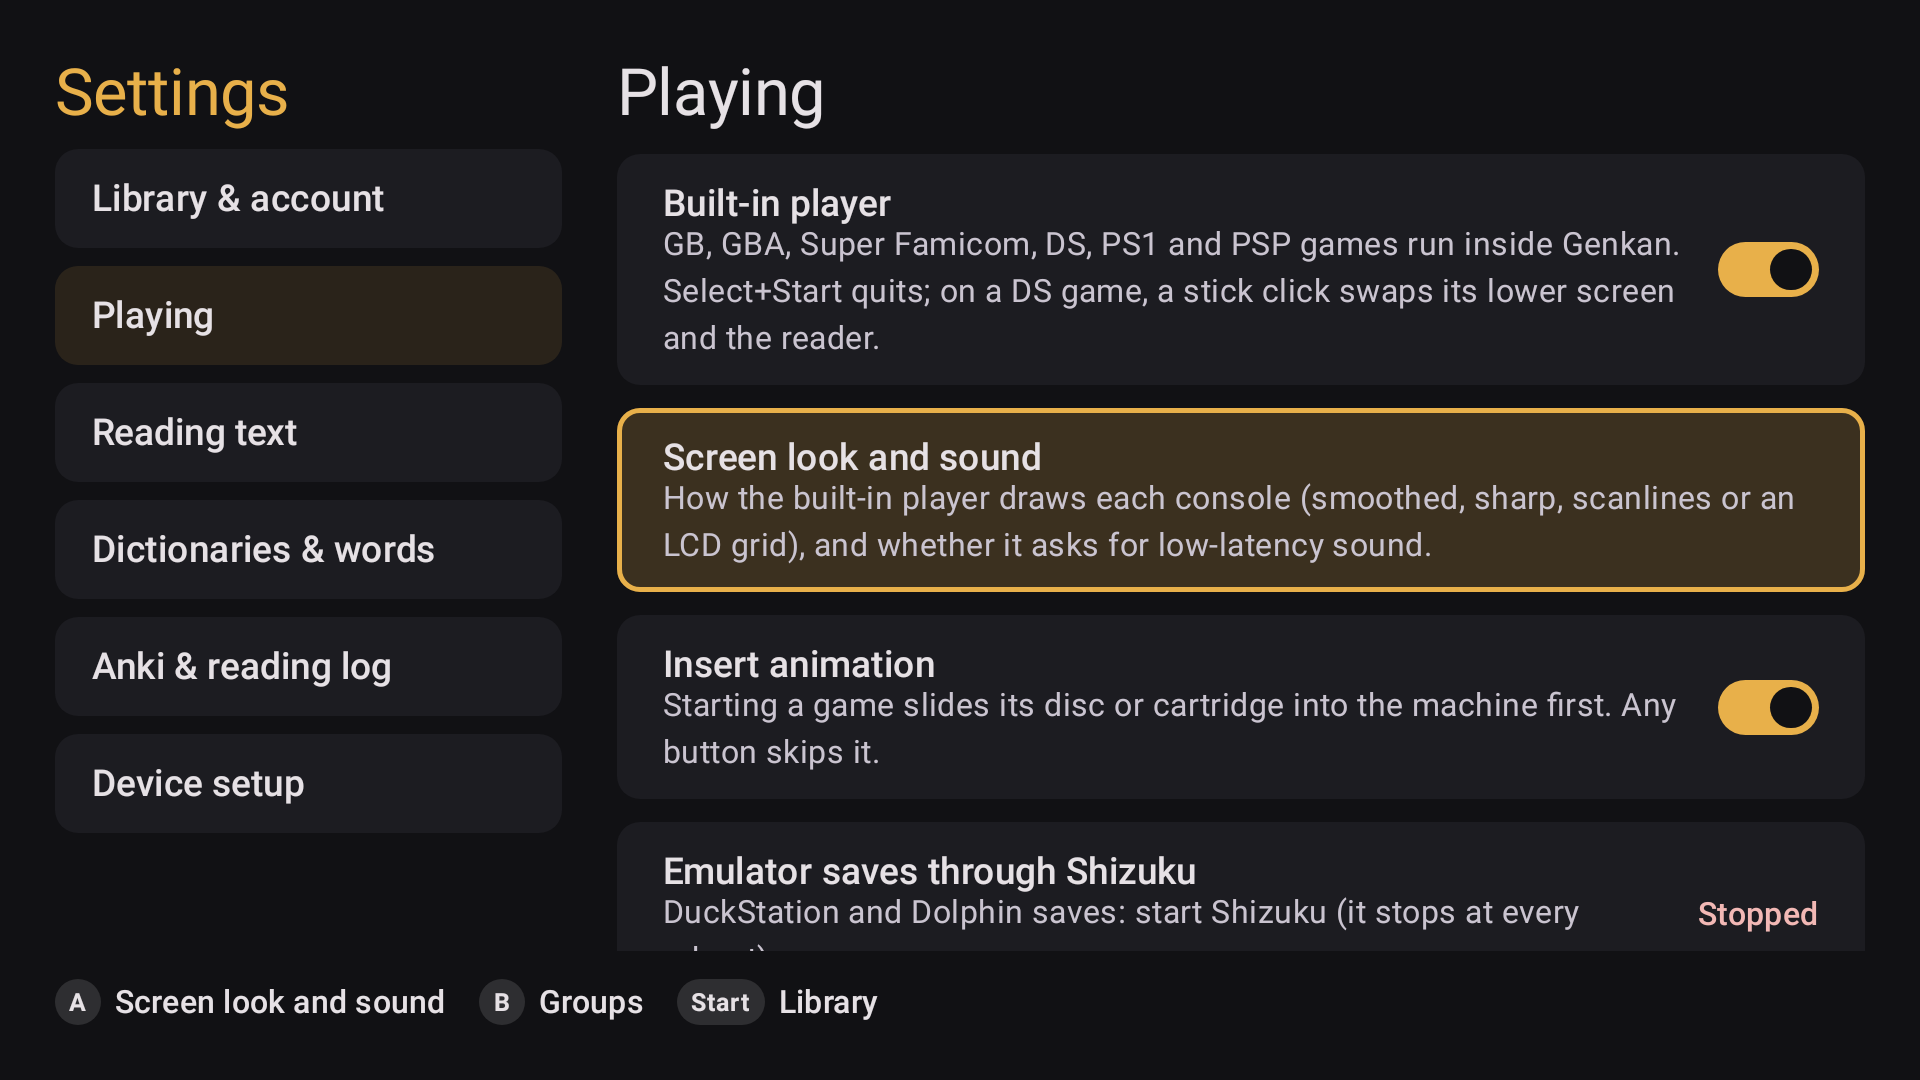 Settings
Library & account
Playing
Reading text
Dictionaries & words
Anki & reading log
Device setup
Playing
Built-in player
GB, GBA, Super Famicom, DS, PS1 and PSP games run inside Genkan.
Select+Start quits; on a DS game, a stick click swaps its lower screen
and the reader.
Screen look and sound
How the built-in player draws each console (smoothed, sharp, scanlines or an
LCD grid), and whether it asks for low-latency sound.
Insert animation
Starting a game slides its disc or cartridge into the machine first. Any
button skips it.
Emulator saves through Shizuku
DuckStation and Dolphin saves: start Shizuku (it stops at every
Stopped
A Screen look and sound B Groups Start Library